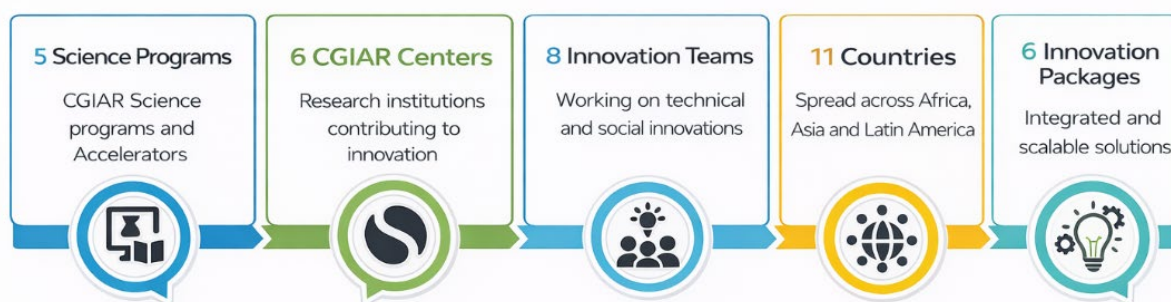 5 Science Programs
CGIAR Science
programs and
Accelerators
6 CGIAR Centers
Research institutions
contributing to
innovation
8 Innovation Teams
Working on technical
and social innovations
11 Countries
Spread across Africa,
Asia and Latin America
6 Innovation
Packages
Integrated and
scalable solutions